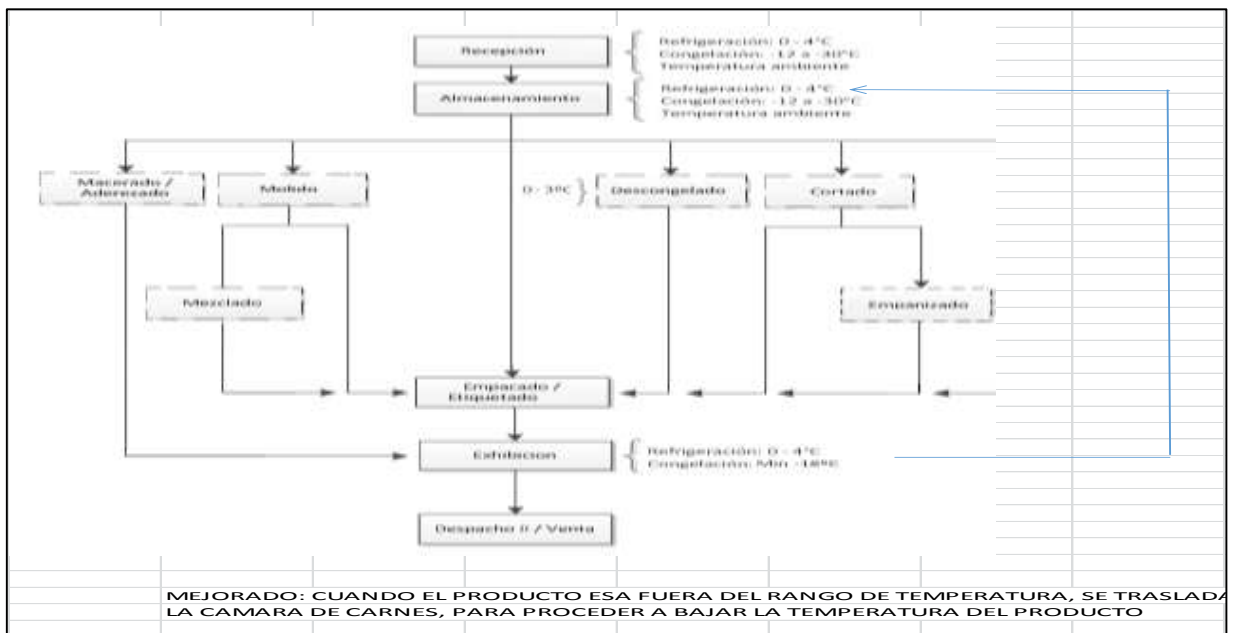 Recepción
Refrigeración: 0 - 4°C
Congelación: -12 a -30°C
Temperatura ambiente
Almacenamiento
Refrigeración: 0 - 4°C
Congelación: -12 a -30°C
Temperatura ambiente
Macerado /
Aderezado
Molido
0 - 3°C
Descongelado
Cortado
Mezclado
Empanizado
Empacado /
Etiquetado
Exhibicion
Refrigeración: 0 - 4°C
Congelación: Min -18°C
Despacho II / Venta
MEJORADO: CUANDO EL PRODUCTO ESA FUERA DEL RANGO DE TEMPERATURA, SE TRASLADA
LA CAMARA DE CARNES, PARA PROCEDER A BAJAR LA TEMPERATURA DEL PRODUCTO